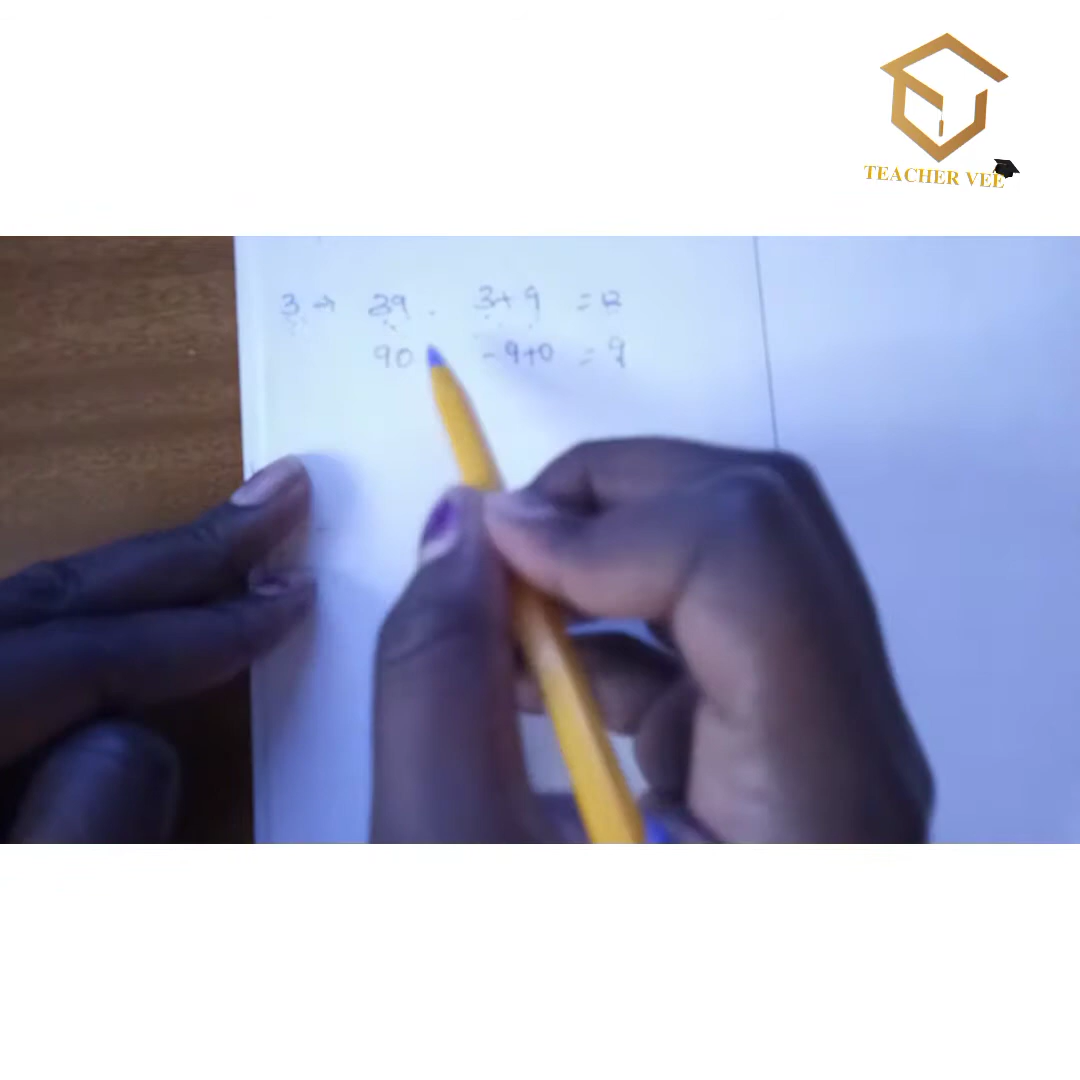 TEACHER VEE
3 → 39 . 3+9 = 12
90 - 9+0 = 9